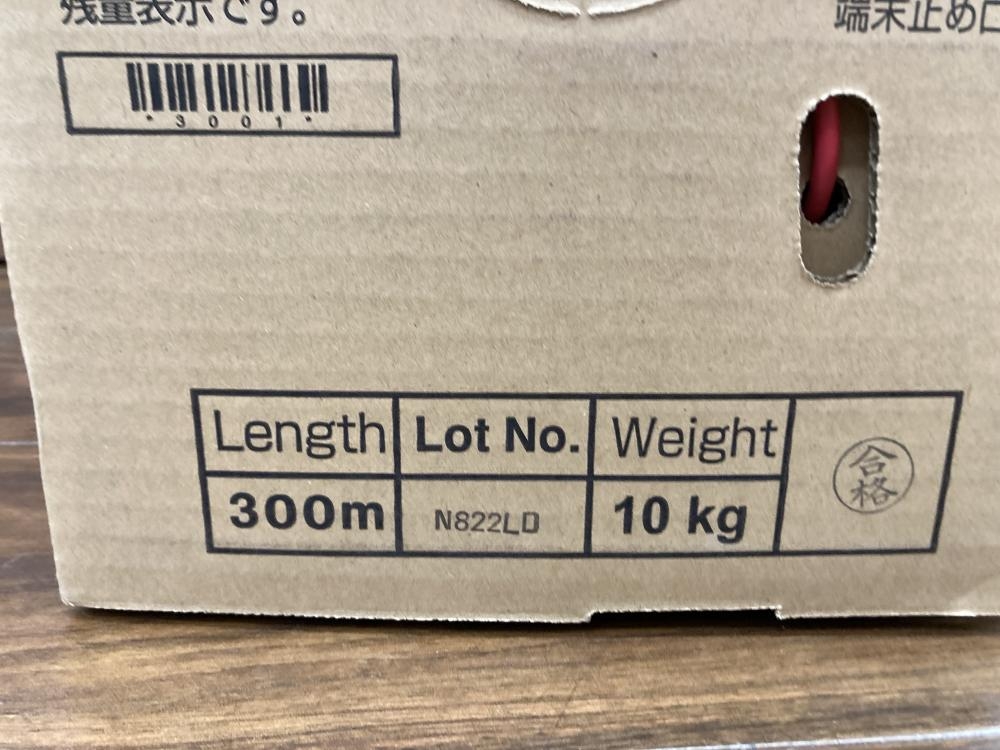 残量表示です。
端末止め口
*3001*
Length Lot No. Weight
300m N822LD 10 kg
合格